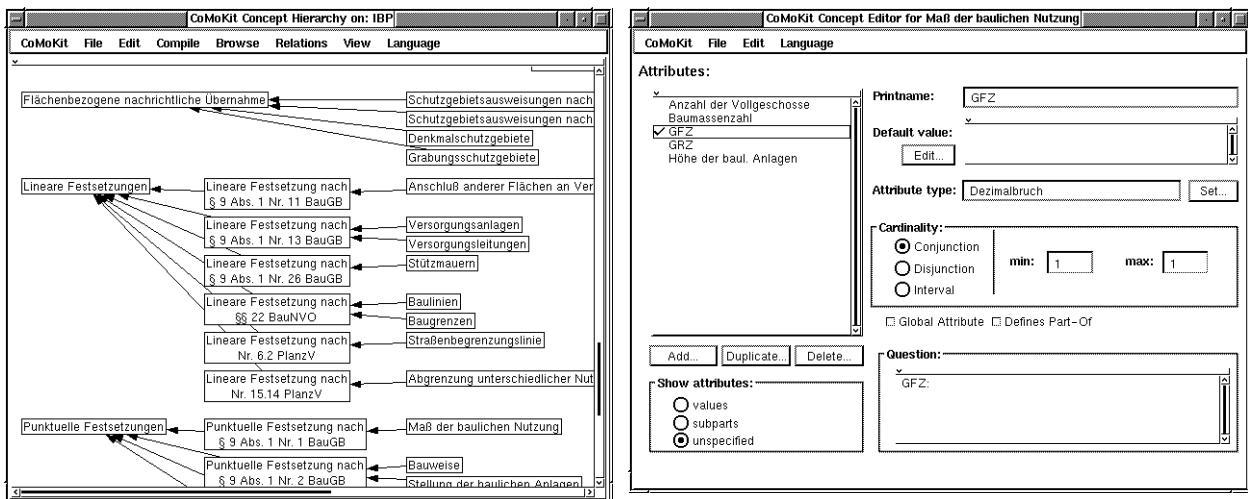 CoMoKit Concept Hierarchy on: IBP
CoMoKit File Edit Compile Browse Relations View Language
Flächenbezogene nachrichtliche Übernahme
Schutzgebietsausweisungen nach
Schutzgebietsausweisungen nach
Denkmalschutzgebiete
Grabungsschutzgebiete
Lineare Festsetzungen
Lineare Festsetzung nach
§ 9 Abs. 1 Nr. 11 BauGB
Anschluß anderer Flächen an Ver
Lineare Festsetzung nach
§ 9 Abs. 1 Nr. 13 BauGB
Versorgungsanlagen
Versorgungsleitungen
Lineare Festsetzung nach
§ 9 Abs. 1 Nr. 26 BauGB
Stützmauern
Lineare Festsetzung nach
§§ 22 BauNVO
Baulinien
Baugrenzen
Lineare Festsetzung nach
Nr. 6.2 PlanzV
Straßenbegrenzungslinie
Lineare Festsetzung nach
Nr. 15.14 PlanzV
Abgrenzung unterschiedlicher Nut
Punktuelle Festsetzungen
Punktuelle Festsetzung nach
§ 9 Abs. 1 Nr. 1 BauGB
Maß der baulichen Nutzung
Punktuelle Festsetzung nach
§ 9 Abs. 1 Nr. 2 BauGB
Bauweise
Stellung der baulichen Anlagen
CoMoKit Concept Editor for Maß der baulichen Nutzung
CoMoKit File Edit Language
Attributes:
Anzahl der Vollgeschosse
Baumassenzahl
GFZ
GRZ
Höhe der baul. Anlagen
Add... Duplicate... Delete...
Show attributes:
values
subparts
unspecified
Printname: GFZ
Default value:
Edit...
Attribute type: Dezimalbruch Set...
Cardinality:
Conjunction
Disjunction
Interval
min: 1 max: 1
Global Attribute Defines Part-Of
Question:
GFZ: